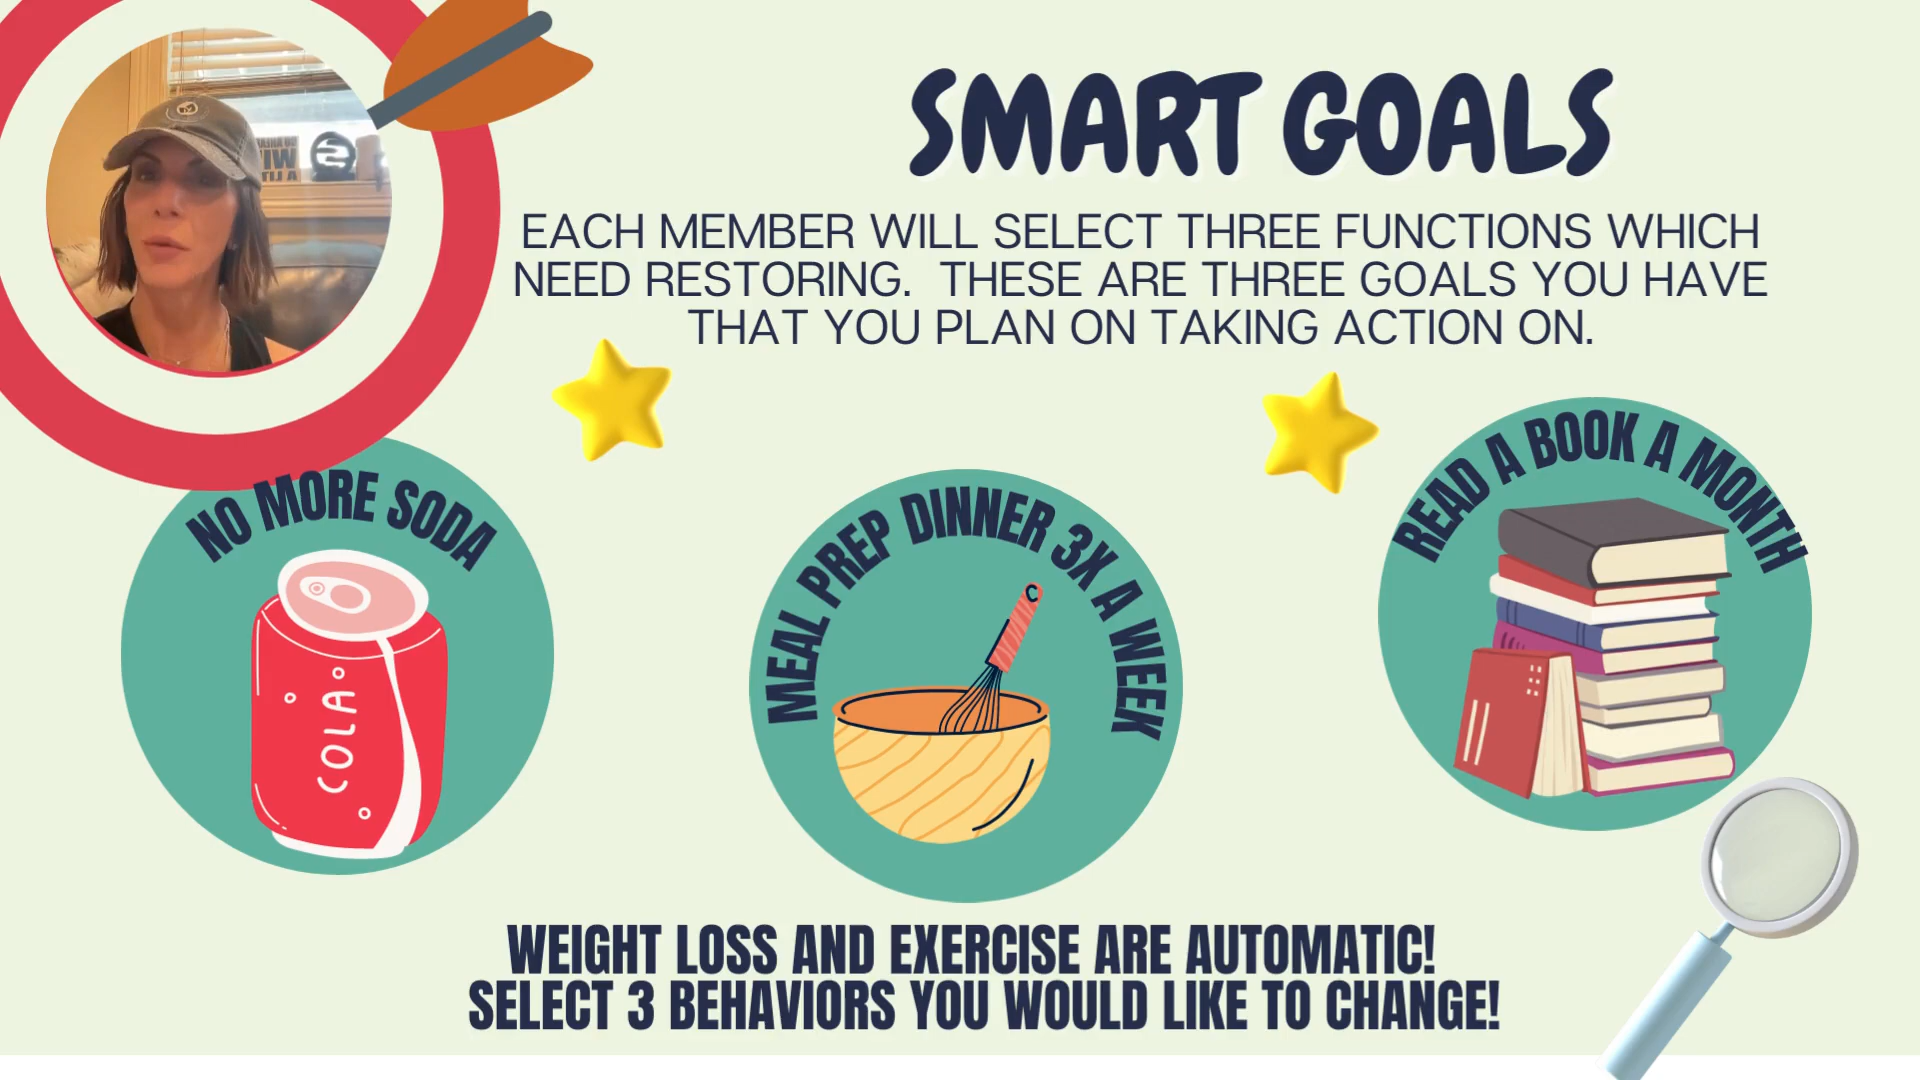 SMART GOALS
EACH MEMBER WILL SELECT THREE FUNCTIONS WHICH
NEED RESTORING. THESE ARE THREE GOALS YOU HAVE
THAT YOU PLAN ON TAKING ACTION ON.
NO MORE SODA
COLA
MEAL PREP DINNER 3X A WEEK
READ A BOOK A MONTH
WEIGHT LOSS AND EXERCISE ARE AUTOMATIC!
SELECT 3 BEHAVIORS YOU WOULD LIKE TO CHANGE!